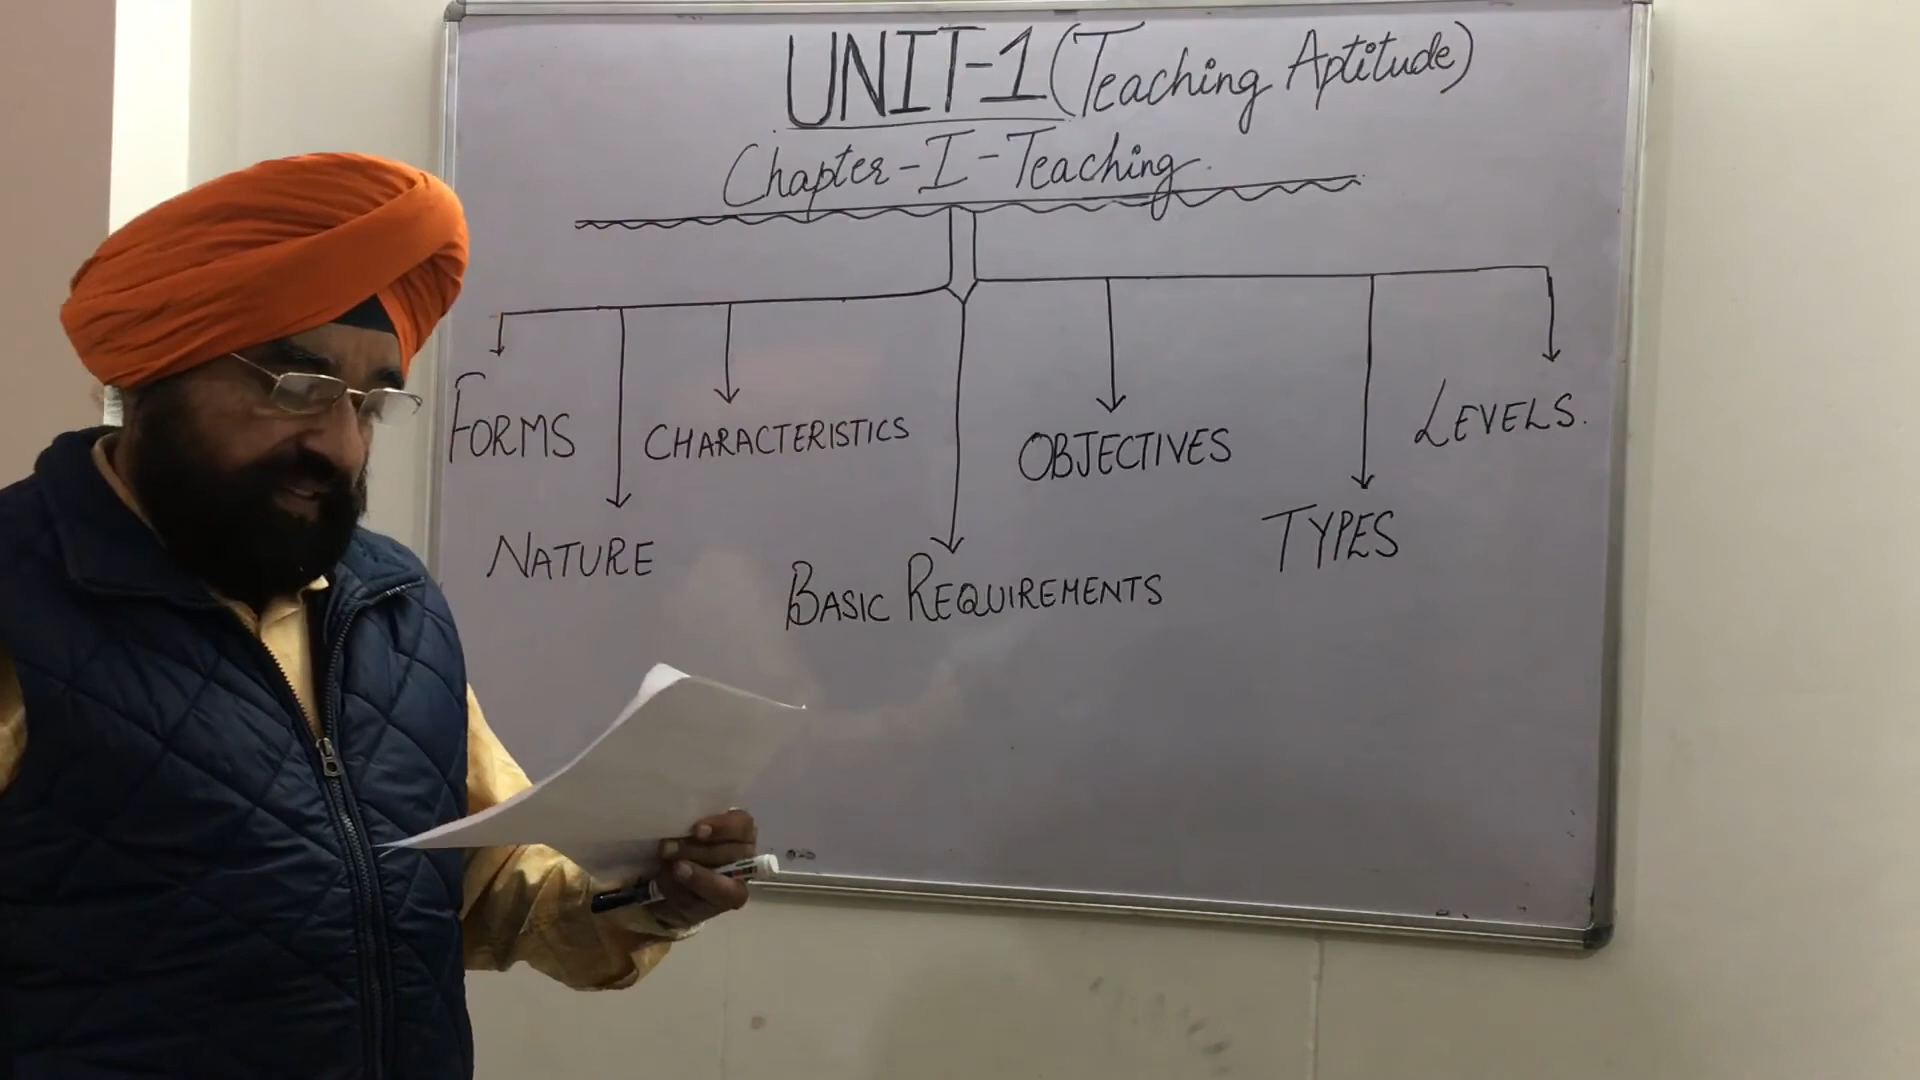 UNIT-1 (Teaching Aptitude)
Chapter-I-Teaching.
FORMS
NATURE
CHARACTERISTICS
BASIC REQUIREMENTS
OBJECTIVES
TYPES
LEVELS.